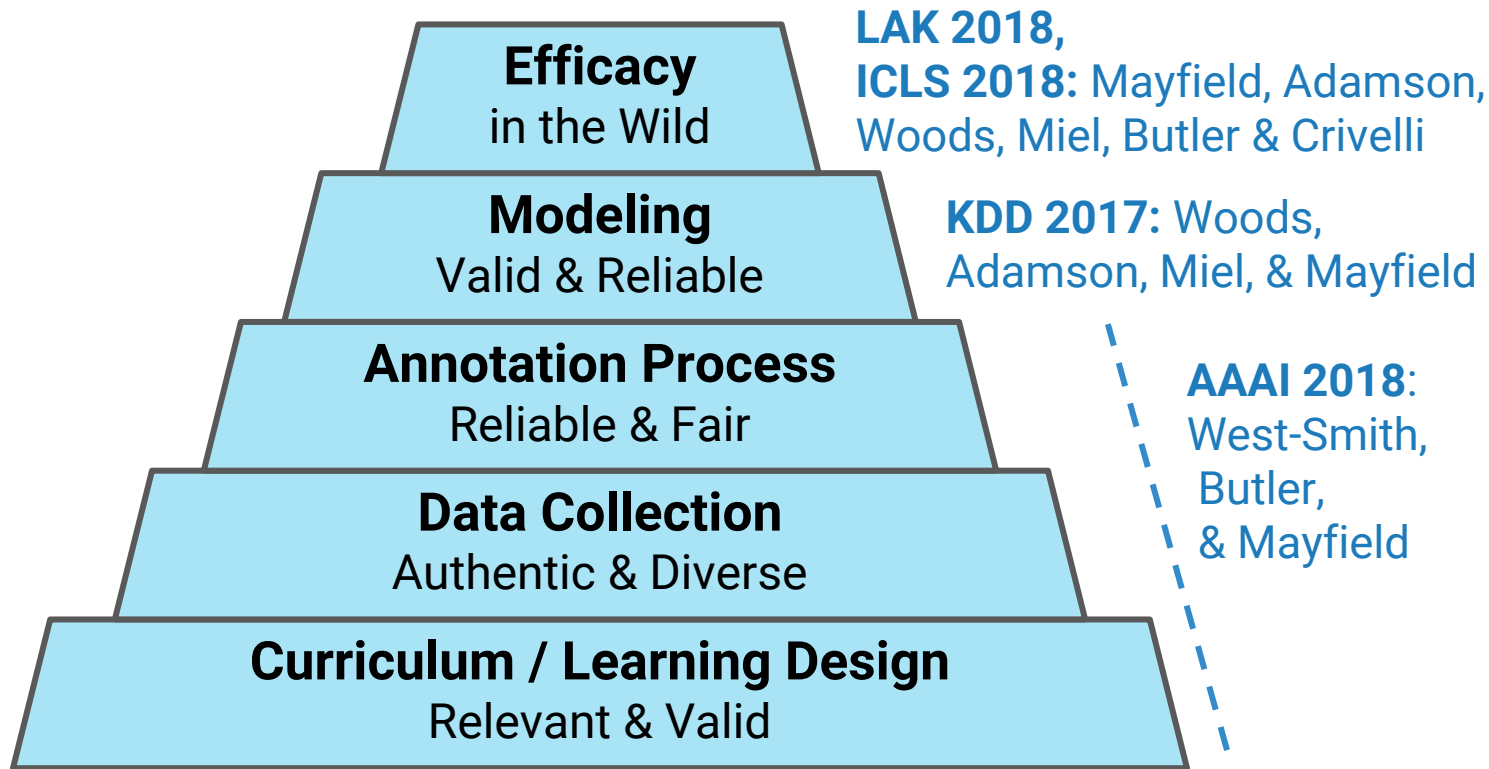 Efficacy
in the Wild
LAK 2018,
ICLS 2018: Mayfield, Adamson,
Woods, Miel, Butler & Crivelli
Modeling
Valid & Reliable
KDD 2017: Woods,
Adamson, Miel, & Mayfield
Annotation Process
Reliable & Fair
AAAI 2018:
West-Smith,
Butler,
& Mayfield
Data Collection
Authentic & Diverse
Curriculum / Learning Design
Relevant & Valid